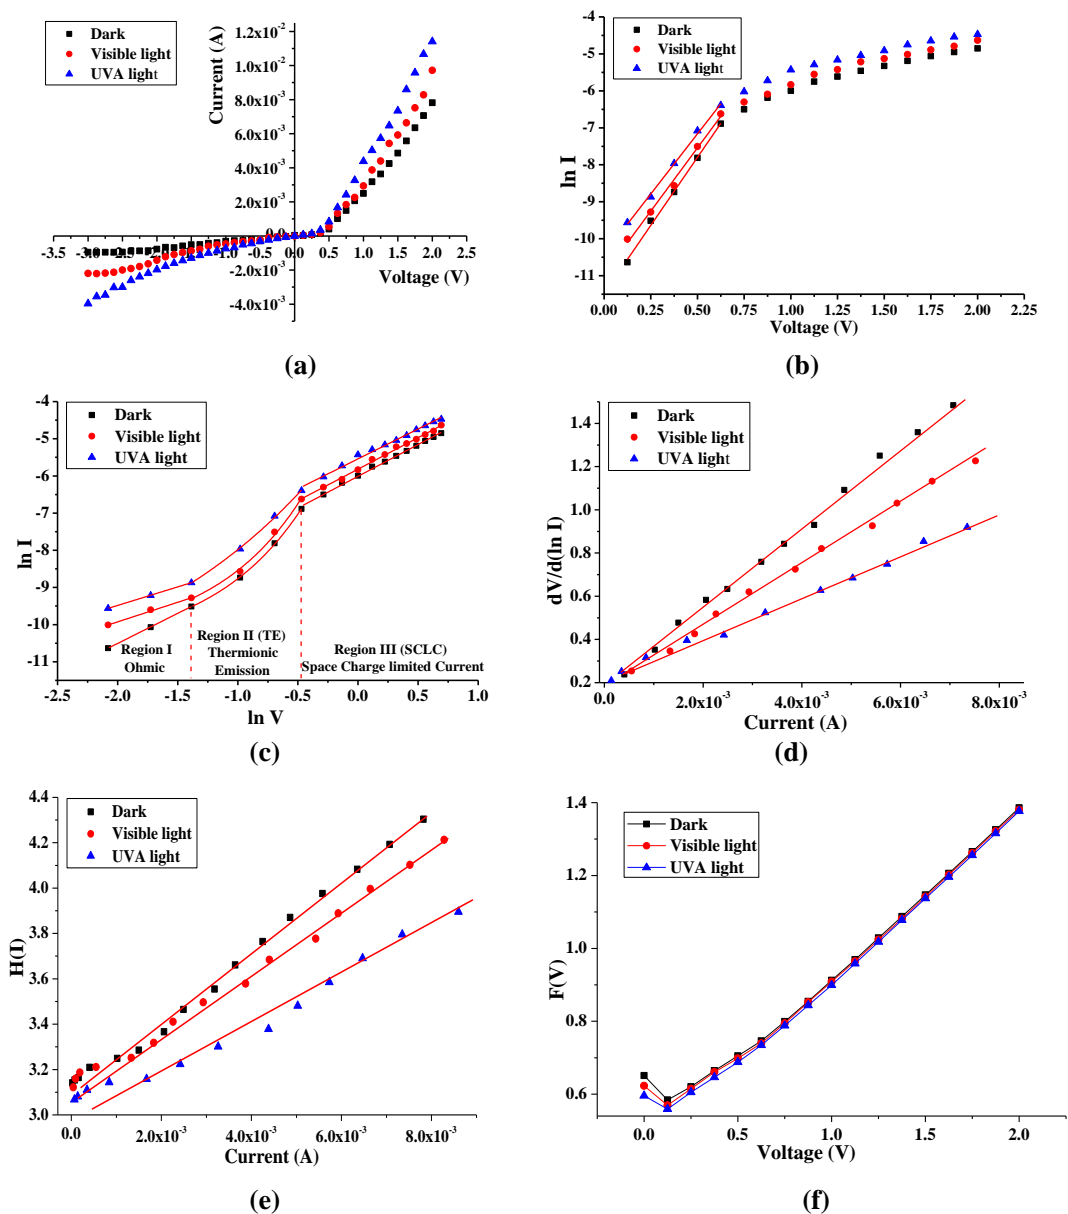 Dark
Visible light
UVA light
Current (A)
1.2x10⁻²
1.0x10⁻²
8.0x10⁻³
6.0x10⁻³
4.0x10⁻³
2.0x10⁻³
0.0
-2.0x10⁻³
-4.0x10⁻³
-3.5 -3.0 -2.5 -2.0 -1.5 -1.0 -0.5 0.0 0.5 1.0 1.5 2.0 2.5
Voltage (V)
(a)
Dark
Visible light
UVA light
ln I
-4
-5
-6
-7
-8
-9
-10
-11
0.00 0.25 0.50 0.75 1.00 1.25 1.50 1.75 2.00 2.25
Voltage (V)
(b)
Dark
Visible light
UVA light
ln I
-4
-5
-6
-7
-8
-9
-10
-11
Region I
Ohmic
Region II (TE)
Thermionic
Emission
Region III (SCLC)
Space Charge limited Current
-2.5 -2.0 -1.5 -1.0 -0.5 0.0 0.5 1.0
ln V
(c)
Dark
Visible light
UVA light
dV/d(ln I)
1.4
1.2
1.0
0.8
0.6
0.4
0.2
2.0x10⁻³ 4.0x10⁻³ 6.0x10⁻³ 8.0x10⁻³
Current (A)
(d)
Dark
Visible light
UVA light
H(I)
4.4
4.2
4.0
3.8
3.6
3.4
3.2
3.0
0.0 2.0x10⁻³ 4.0x10⁻³ 6.0x10⁻³ 8.0x10⁻³
Current (A)
(e)
Dark
Visible light
UVA light
F(V)
1.4
1.2
1.0
0.8
0.6
0.0 0.5 1.0 1.5 2.0
Voltage (V)
(f)